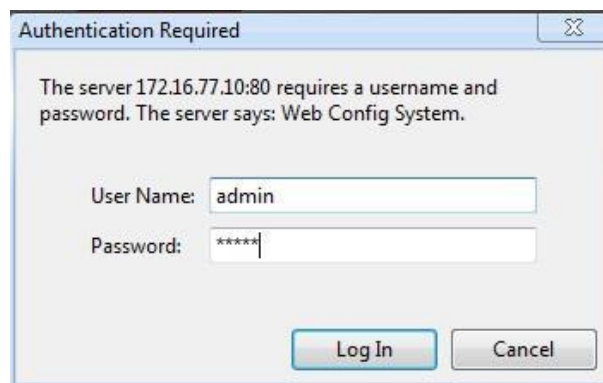 Authentication Required
The server 172.16.77.10:80 requires a username and
password. The server says: Web Config System.
User Name: admin
Password: *****
Log In Cancel